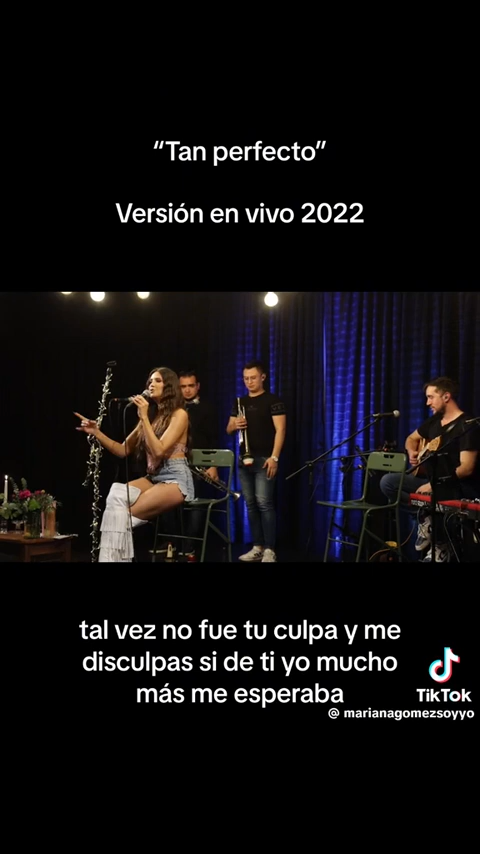 “Tan perfecto”
Versión en vivo 2022
tal vez no fue tu culpa y me
disculpas si de ti yo mucho
más me esperaba
TikTok
@ marianagomezsoyyo